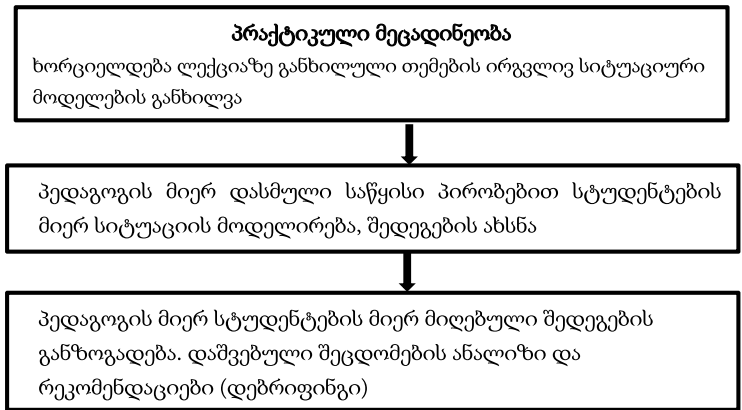 პრაქტიკული მეცადინეობა
ხორციელდება ლექციაზე განხილული თემების ირგვლივ სიტუაციური
მოდელების განხილვა
პედაგოგის მიერ დასმული საწყისი პირობებით სტუდენტების
მიერ სიტუაციის მოდელირება, შედეგების ახსნა
პედაგოგის მიერ სტუდენტების მიერ მიღებული შედეგების
განზოგადება. დაშვებული შეცდომების ანალიზი და
რეკომენდაციები (დებრიფინგი)